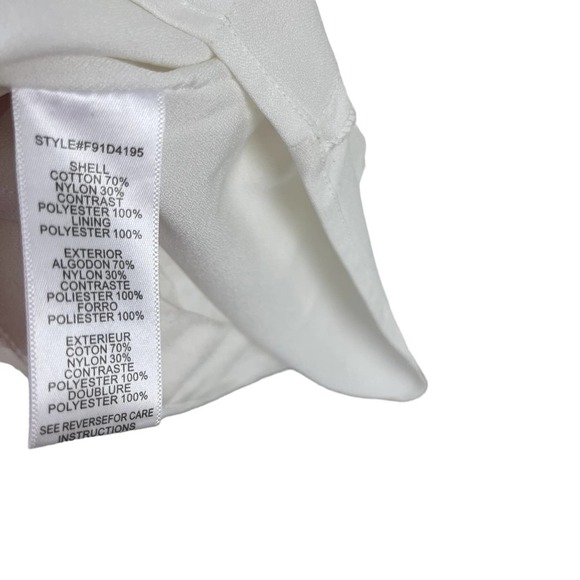 STYLE#F91D4195
SHELL
COTTON 70%
NYLON 30%
CONTRAST
POLYESTER 100%
LINING
POLYESTER 100%
EXTERIOR
ALGODON 70%
NYLON 30%
CONTRASTE
POLIESTER 100%
FORRO
POLIESTER 100%
EXTERIEUR
COTON 70%
NYLON 30%
CONTRASTE
POLYESTER 100%
DOUBLURE
POLYESTER 100%
SEE REVERSEFOR CARE
INSTRUCTIONS